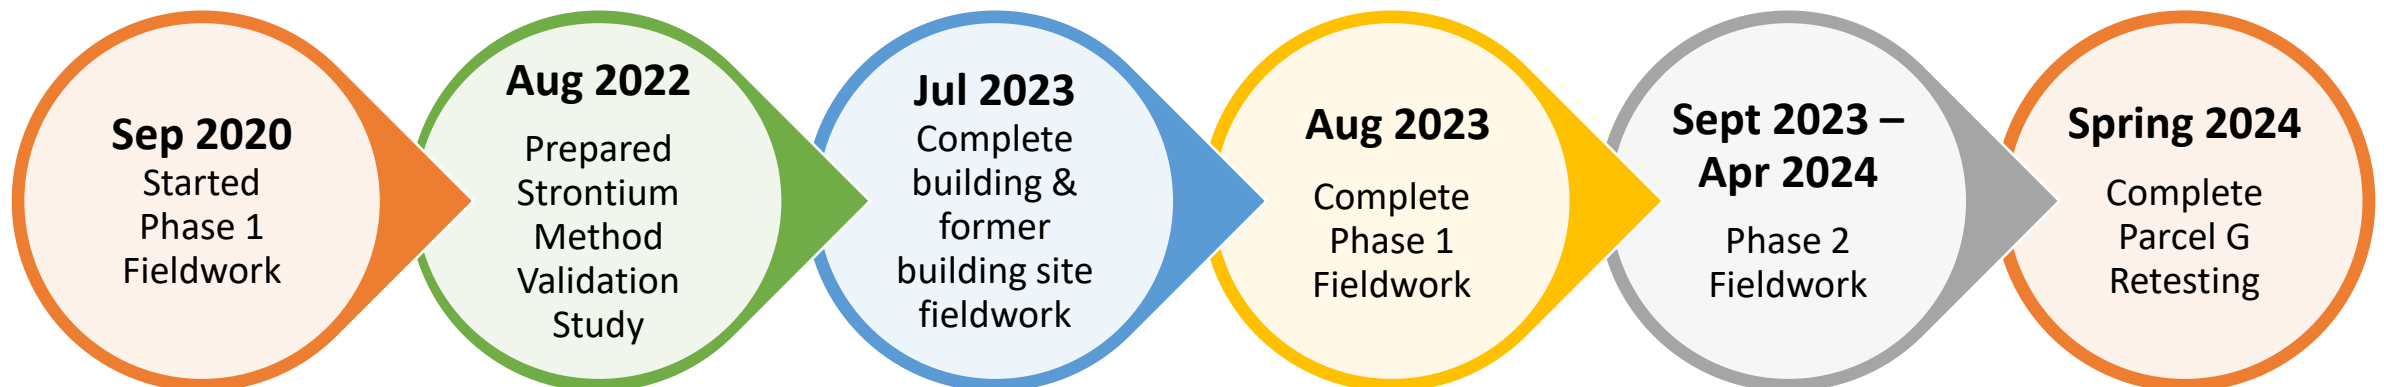 Sep 2020
Started
Phase 1
Fieldwork
Aug 2022
Prepared
Strontium
Method
Validation
Study
Jul 2023
Complete
building &
former
building site
fieldwork
Aug 2023
Complete
Phase 1
Fieldwork
Sept 2023 –
Apr 2024
Phase 2
Fieldwork
Spring 2024
Complete
Parcel G
Retesting